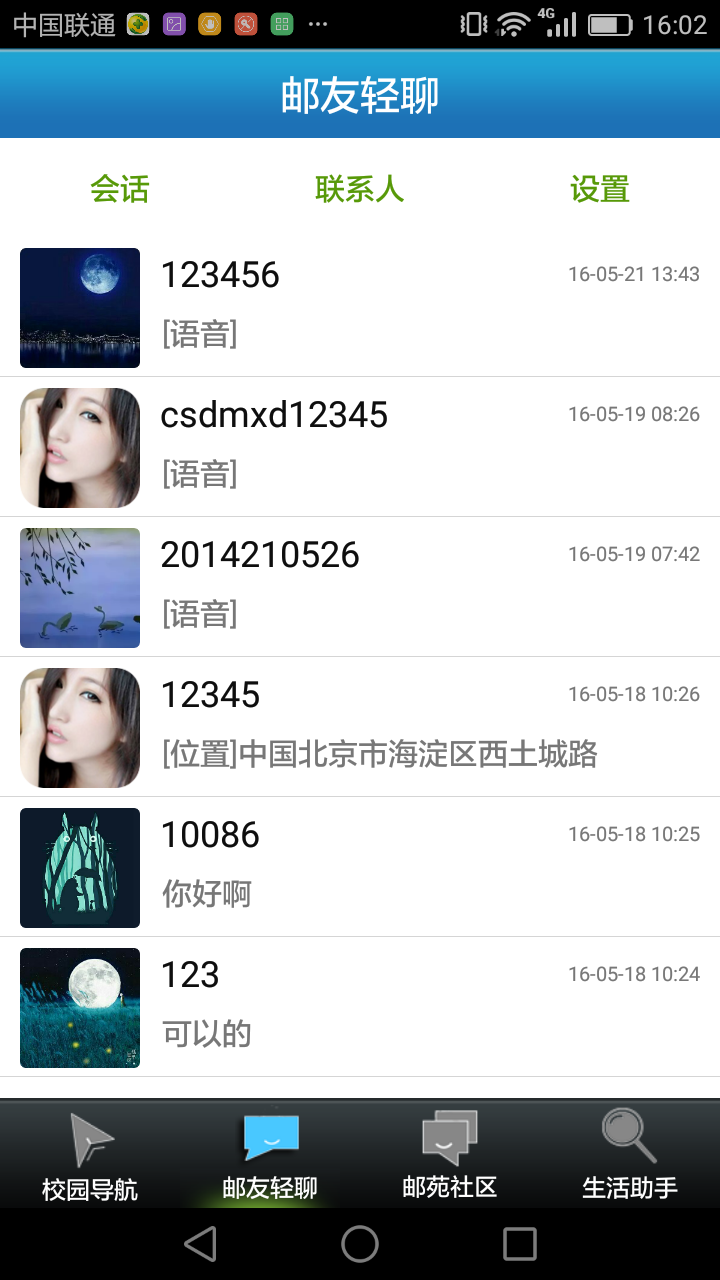 中国联通 4G 16:02
邮友轻聊
会话 联系人 设置
123456 16-05-21 13:43
[语音]
csdmxd12345 16-05-19 08:26
[语音]
2014210526 16-05-19 07:42
[语音]
12345 16-05-18 10:26
[位置]中国北京市海淀区西土城路
10086 16-05-18 10:25
你好啊
123 16-05-18 10:24
可以的
校园导航 邮友轻聊 邮苑社区 生活助手